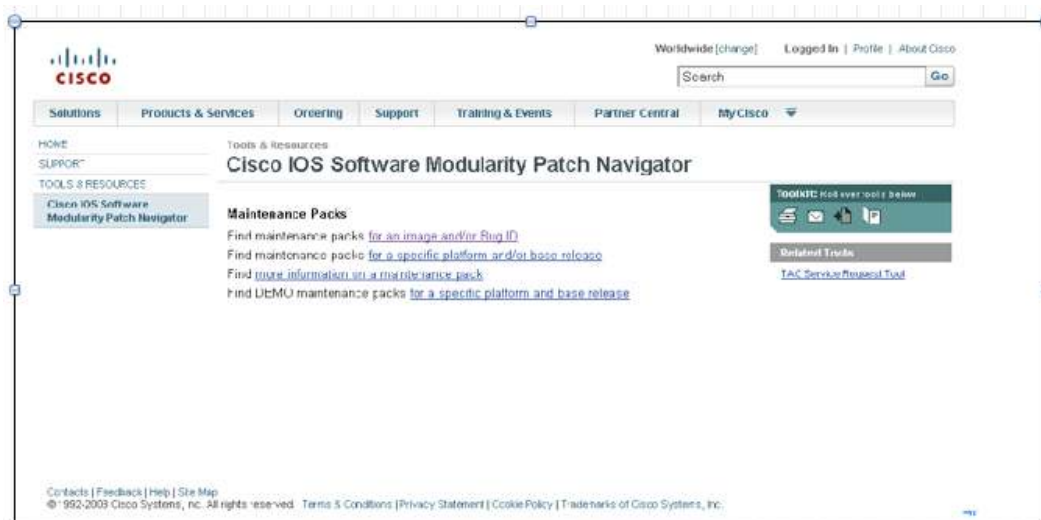 CISCO
Worldwide [change] Logged In | Profile | About Cisco
Search Go
Solutions Products & Services Ordering Support Training & Events Partner Central MyCisco
HOME
SUPPORT
TOOLS & RESOURCES
Cisco IOS Software
Modularity Patch Navigator
Tools & Resources
Cisco IOS Software Modularity Patch Navigator
Maintenance Packs
Find maintenance packs for an image and/or Bug ID
Find maintenance packs for a specific platform and/or base release
Find more information on a maintenance pack
Find DEMO maintenance packs for a specific platform and base release
Toolkit: Roll over tools below
Related Tools
TAC Service Request Tool
Contacts | Feedback | Help | Site Map
© 1992-2003 Cisco Systems, Inc. All rights reserved. Terms & Conditions | Privacy Statement | Cookie Policy | Trademarks of Cisco Systems, Inc.